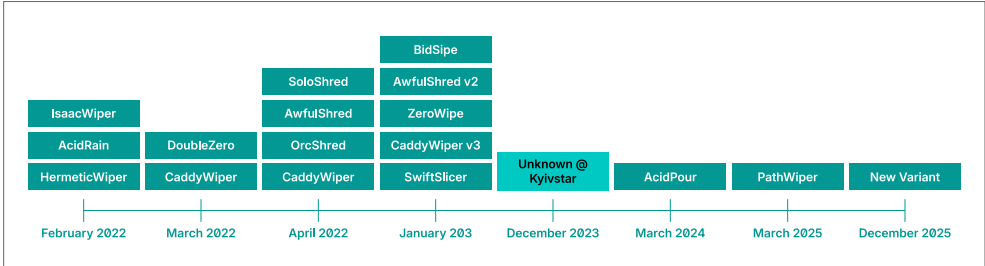 BidSipe
SoloShred
AwfulShred v2
IsaacWiper
AwfulShred
ZeroWipe
AcidRain
DoubleZero
OrcShred
CaddyWiper v3
HermeticWiper
CaddyWiper
CaddyWiper
SwiftSlicer
Unknown @
Kyivstar
AcidPour
PathWiper
New Variant
February 2022
March 2022
April 2022
January 203
December 2023
March 2024
March 2025
December 2025